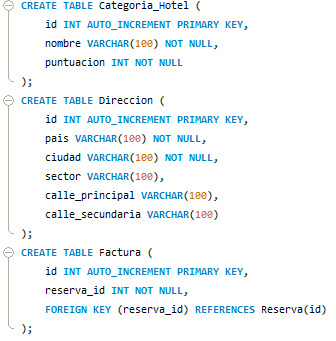 CREATE TABLE Categoria_Hotel (
id INT AUTO_INCREMENT PRIMARY KEY,
nombre VARCHAR(100) NOT NULL,
puntuacion INT NOT NULL
);
CREATE TABLE Direccion (
id INT AUTO_INCREMENT PRIMARY KEY,
pais VARCHAR(100) NOT NULL,
ciudad VARCHAR(100) NOT NULL,
sector VARCHAR(100),
calle_principal VARCHAR(100),
calle_secundaria VARCHAR(100)
);
CREATE TABLE Factura (
id INT AUTO_INCREMENT PRIMARY KEY,
reserva_id INT NOT NULL,
FOREIGN KEY (reserva_id) REFERENCES Reserva(id)
);